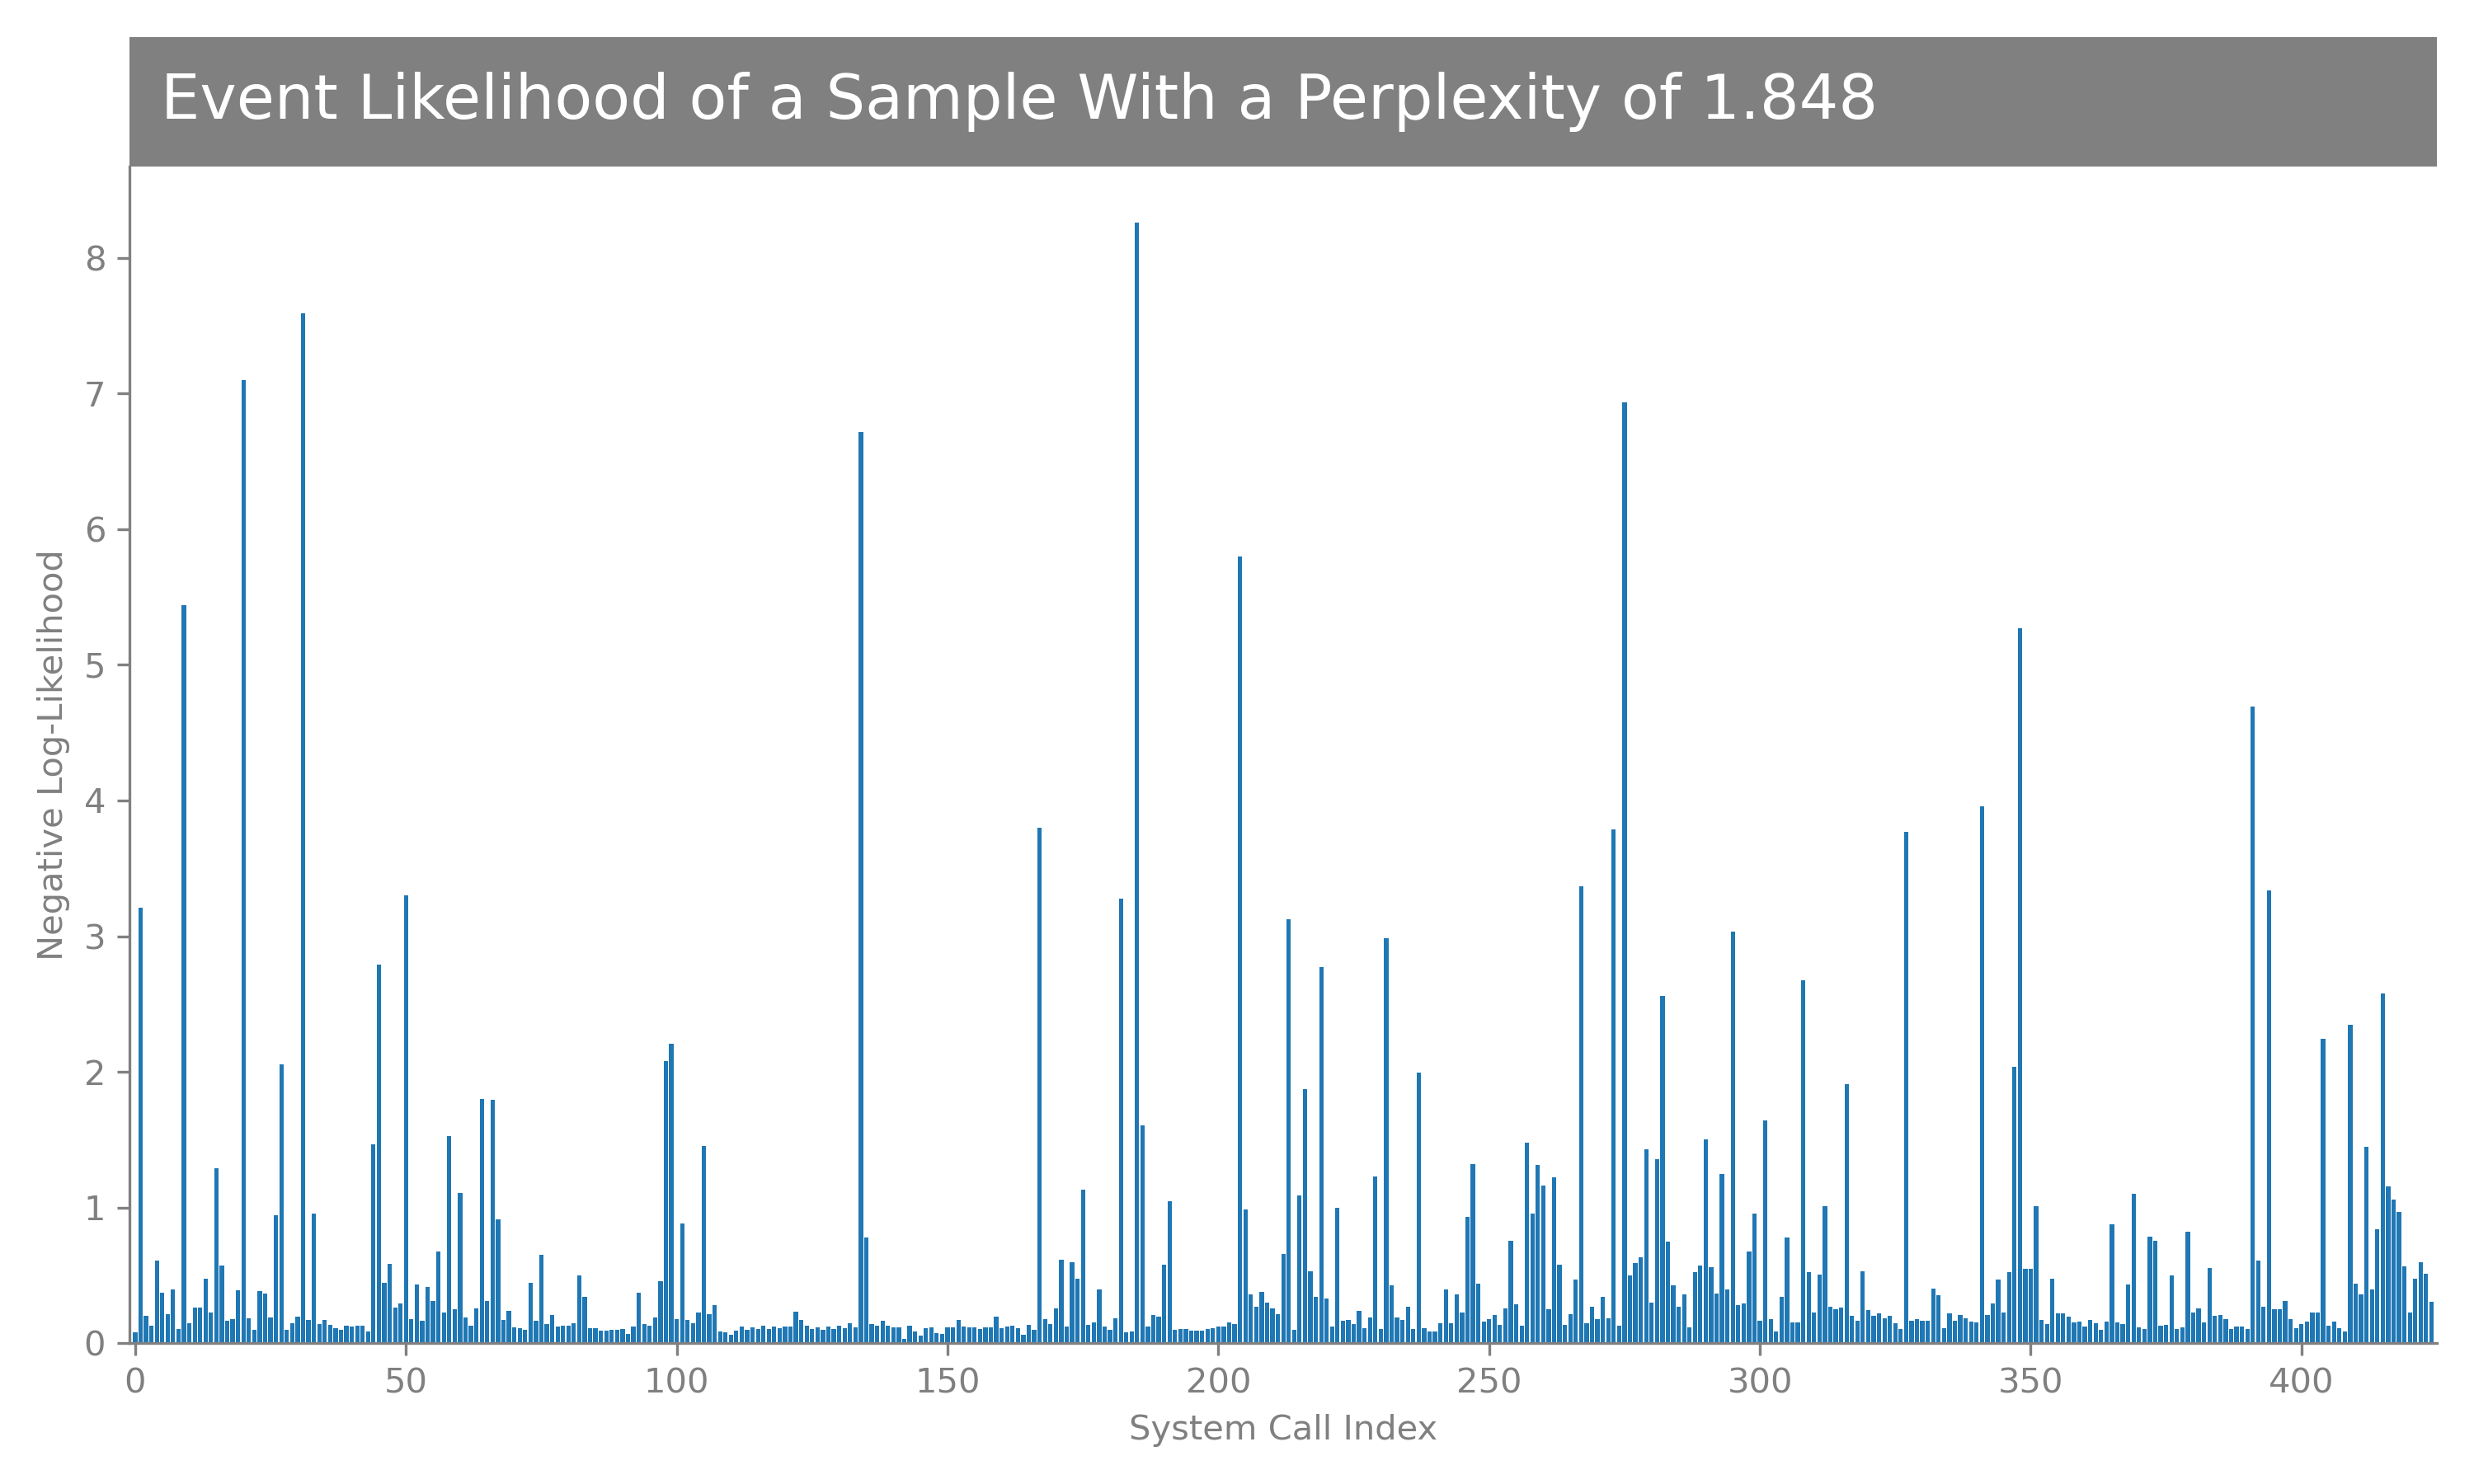 Event Likelihood of a Sample With a Perplexity of 1.848
8
7
6
5
4
3
2
1
0
Negative Log-Likelihood
0 50 100 150 200 250 300 350 400
System Call Index